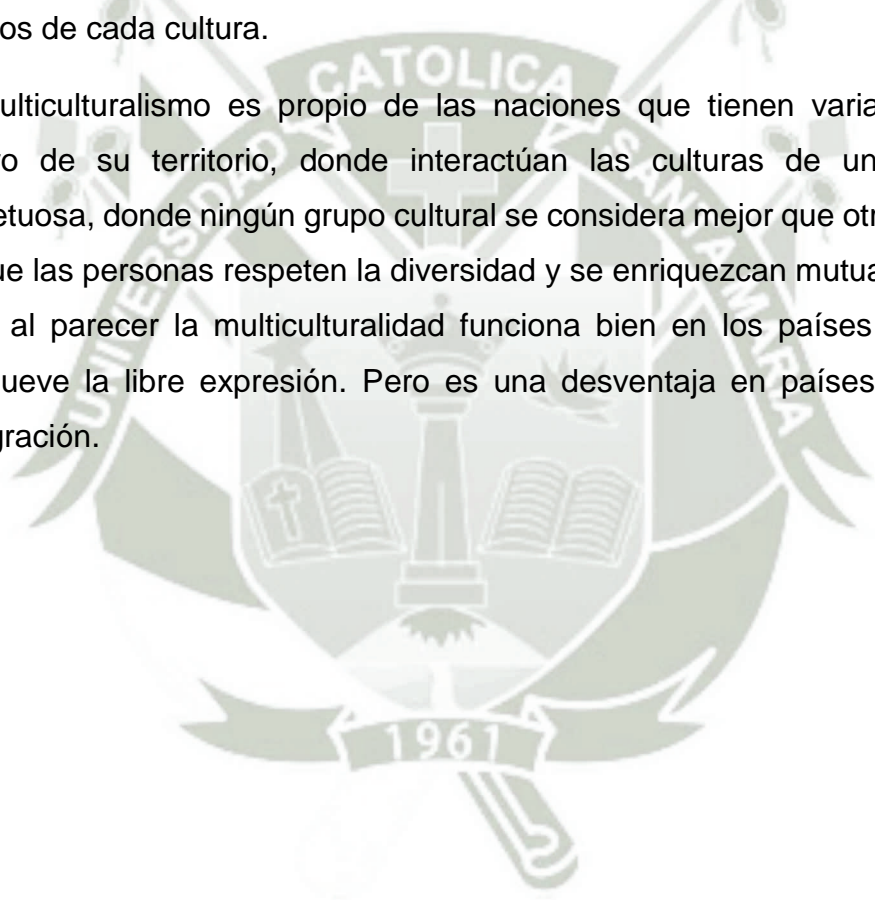 os de cada cultura.
ulticulturalismo es propio de las naciones que tienen varia
o de su territorio, donde interactúan las culturas de un
etuosa, donde ningún grupo cultural se considera mejor que otr
ue las personas respeten la diversidad y se enriquezcan mutua
al parecer la multiculturalidad funciona bien en los países
ueve la libre expresión. Pero es una desventaja en países
gración.
UNIVERSIDAD CATOLICA SANTA MARIA
1961